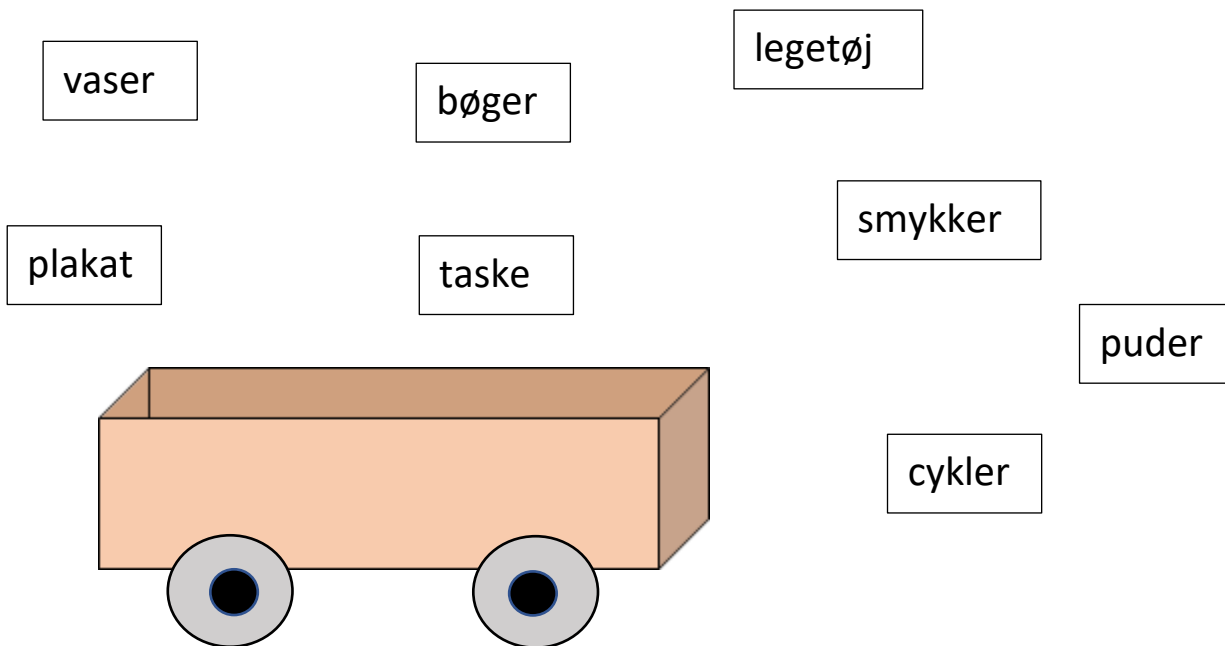 legetøj
vaser
bøger
smykker
plakat
taske
puder
cykler